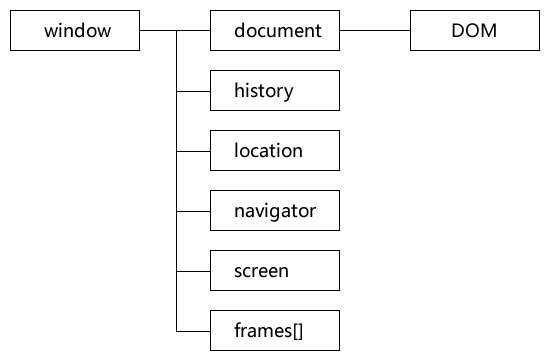 window
document
DOM
history
location
navigator
screen
frames[]